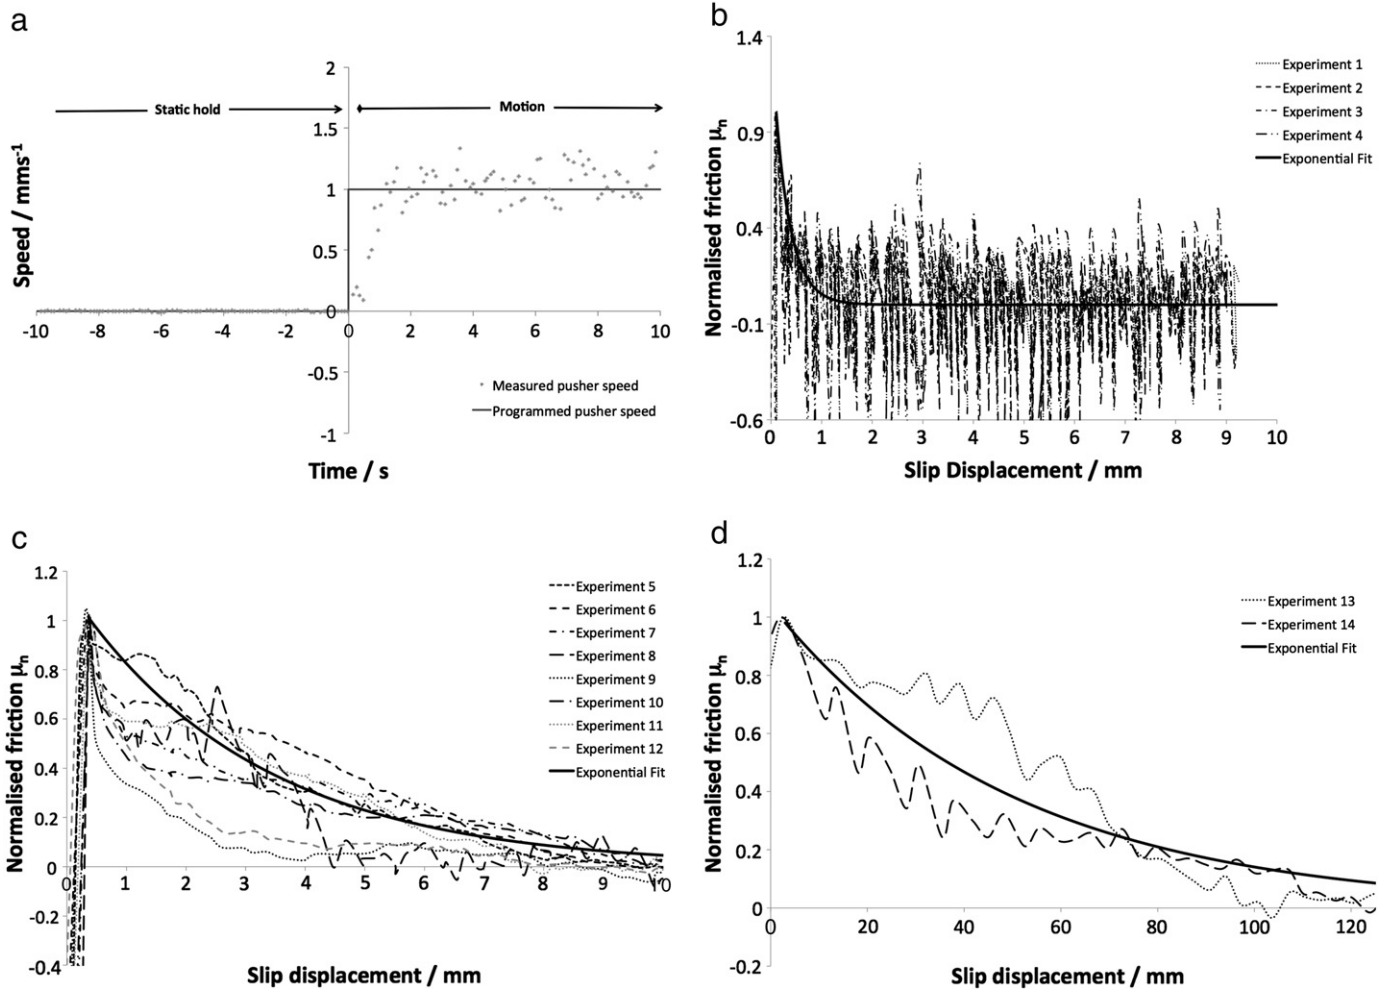 a
Speed / mms-1
2
1.5
1
0.5
0
-0.5
-1
Static hold
Motion
-10 -8 -6 -4 -2 0 2 4 6 8 10
Measured pusher speed
Programmed pusher speed
Time / s
b
Normalised friction μn
1.4
0.9
0.4
-0.1
-0.6
Experiment 1
Experiment 2
Experiment 3
Experiment 4
Exponential Fit
0 1 2 3 4 5 6 7 8 9 10
Slip Displacement / mm
c
Normalised friction μn
1.2
1
0.8
0.6
0.4
0.2
0
-0.2
-0.4
Experiment 5
Experiment 6
Experiment 7
Experiment 8
Experiment 9
Experiment 10
Experiment 11
Experiment 12
Exponential Fit
0 1 2 3 4 5 6 7 8 9 10
Slip displacement / mm
d
Normalised friction μn
1.2
1
0.8
0.6
0.4
0.2
0
-0.2
Experiment 13
Experiment 14
Exponential Fit
0 20 40 60 80 100 120
Slip displacement / mm